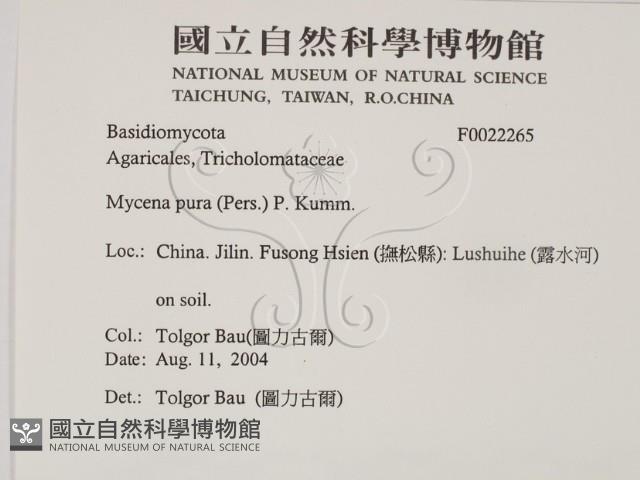 國立自然科學博物館
NATIONAL MUSEUM OF NATURAL SCIENCE
TAICHUNG, TAIWAN, R.O.CHINA
Basidiomycota F0022265
Agaricales, Tricholomataceae
Mycena pura (Pers.) P. Kumm.
Loc.: China. Jilin. Fusong Hsien (撫松縣): Lushuihe (露水河)
on soil.
Col.: Tolgor Bau(圖力古爾)
Date: Aug. 11, 2004
Det.: Tolgor Bau (圖力古爾)
國立自然科學博物館
NATIONAL MUSEUM OF NATURAL SCIENCE